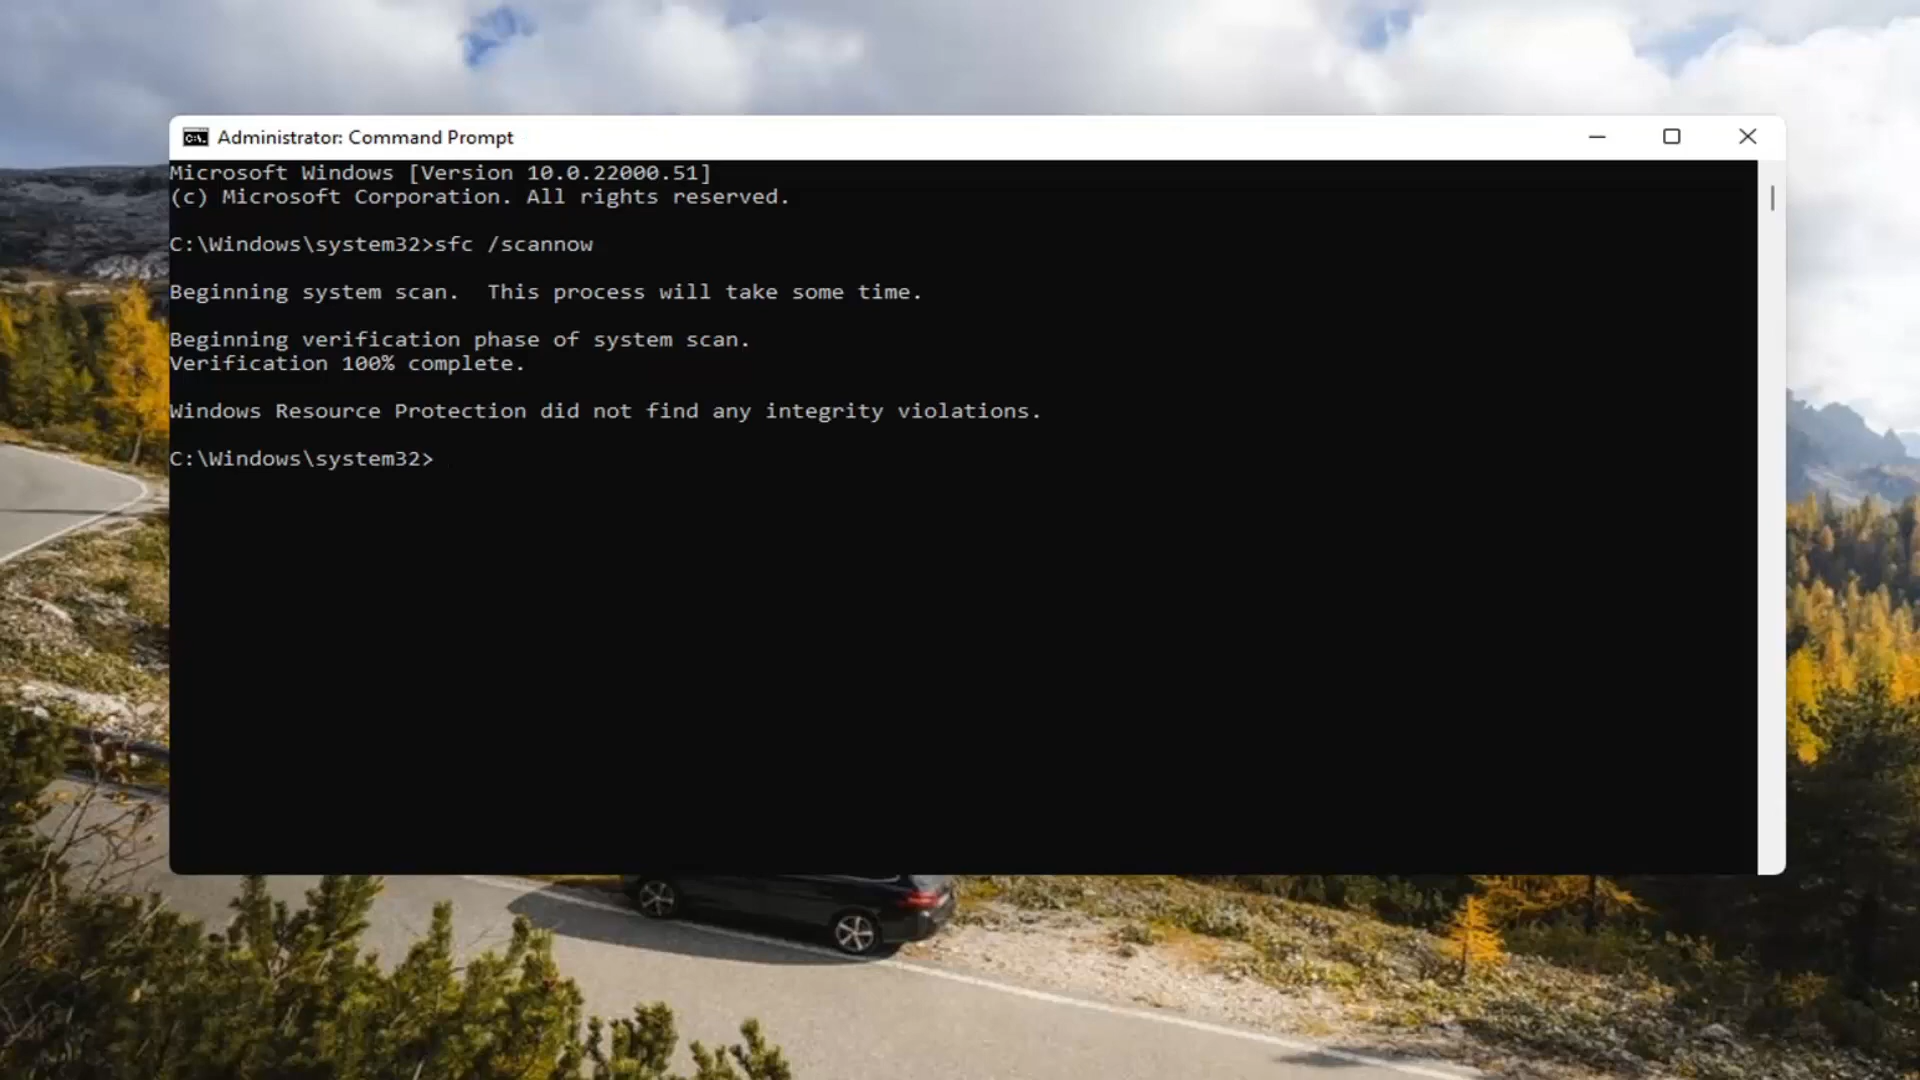 Administrator: Command Prompt
Microsoft Windows [Version 10.0.22000.51]
(c) Microsoft Corporation. All rights reserved.
C:\Windows\system32>sfc /scannow
Beginning system scan.  This process will take some time.
Beginning verification phase of system scan.
Verification 100% complete.
Windows Resource Protection did not find any integrity violations.
C:\Windows\system32>